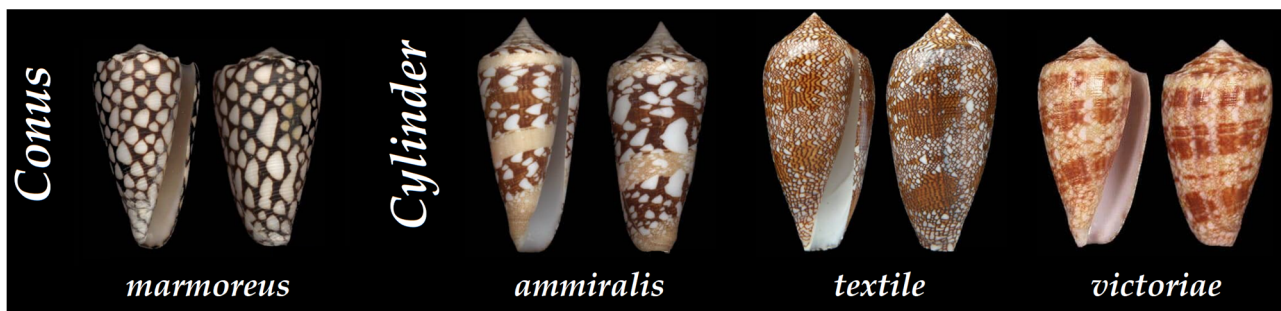 Conus
Cylinder
marmoreus
ammiralis
textile
victoriae